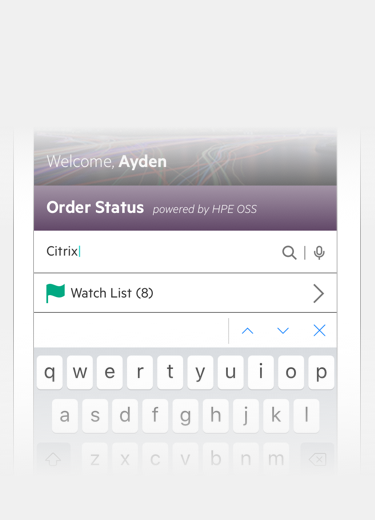 Welcome, Ayden
Order Status powered by HPE OSS
Citrix
Watch List (8)
q w e r t y u i o p
a s d f g h j k l
z x c v b n m